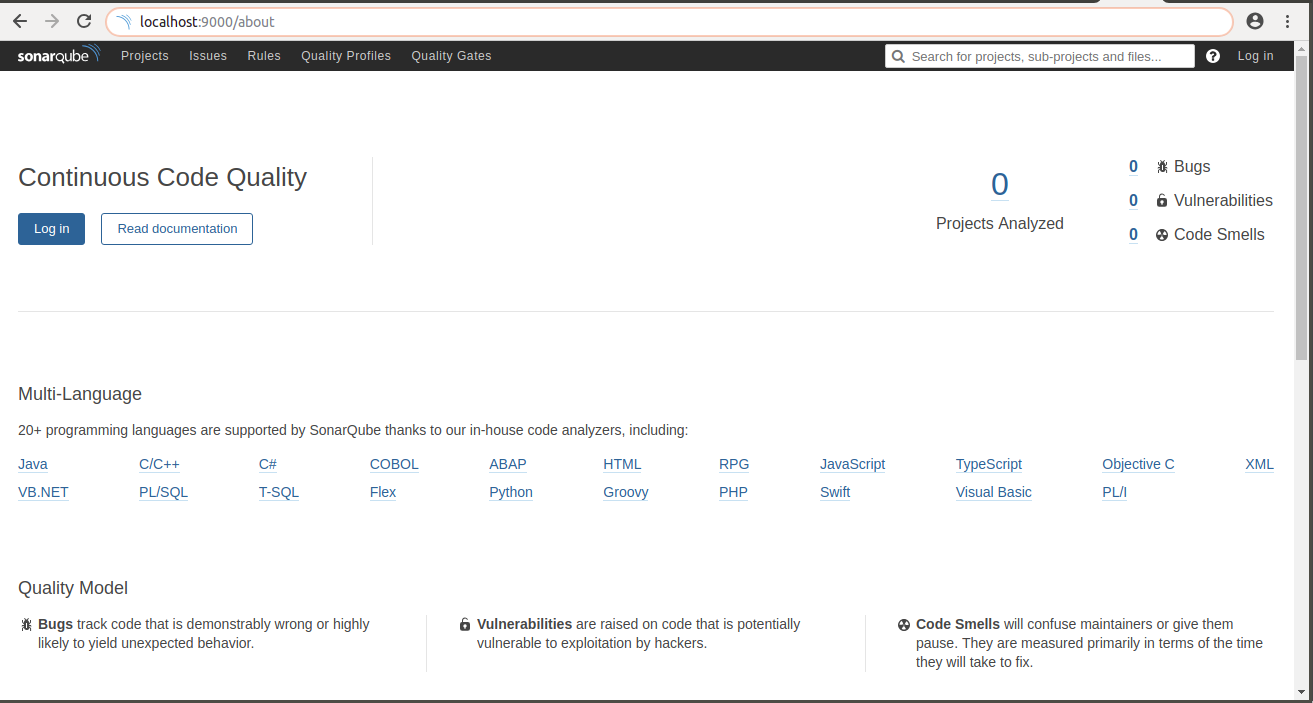 localhost:9000/about
sonarqube Projects Issues Rules Quality Profiles Quality Gates Search for projects, sub-projects and files... ? Log in
Continuous Code Quality
Log in Read documentation
0
Projects Analyzed
0 Bugs
0 Vulnerabilities
0 Code Smells
Multi-Language
20+ programming languages are supported by SonarQube thanks to our in-house code analyzers, including:
Java C/C++ C# COBOL ABAP HTML RPG JavaScript TypeScript Objective C XML
VB.NET PL/SQL T-SQL Flex Python Groovy PHP Swift Visual Basic PL/I
Quality Model
Bugs track code that is demonstrably wrong or highly
likely to yield unexpected behavior.
Vulnerabilities are raised on code that is potentially
vulnerable to exploitation by hackers.
Code Smells will confuse maintainers or give them
pause. They are measured primarily in terms of the time
they will take to fix.